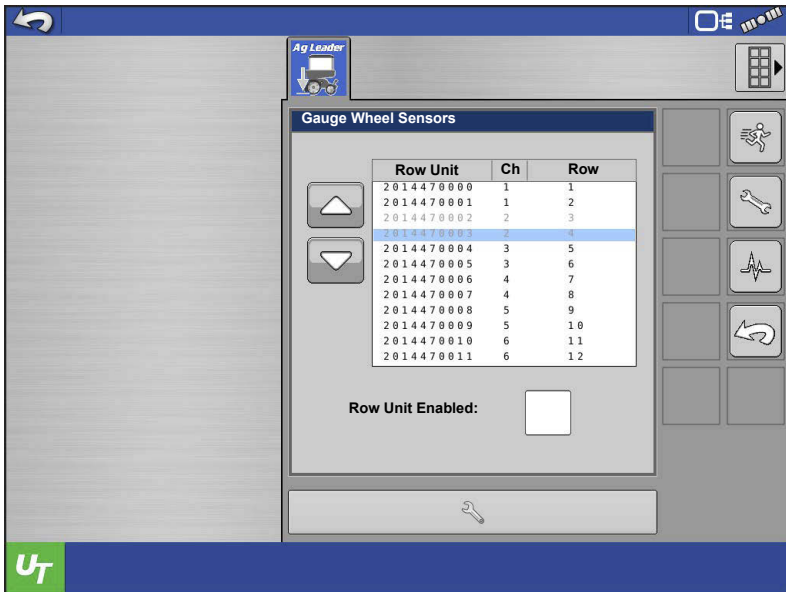 Ag Leader
Gauge Wheel Sensors
Row Unit Ch Row
2014470000 1 1
2014470001 1 2
2014470002 2 3
2014470003 2 4
2014470004 3 5
2014470005 3 6
2014470006 4 7
2014470007 4 8
2014470008 5 9
2014470009 5 10
2014470010 6 11
2014470011 6 12
Row Unit Enabled:
UT